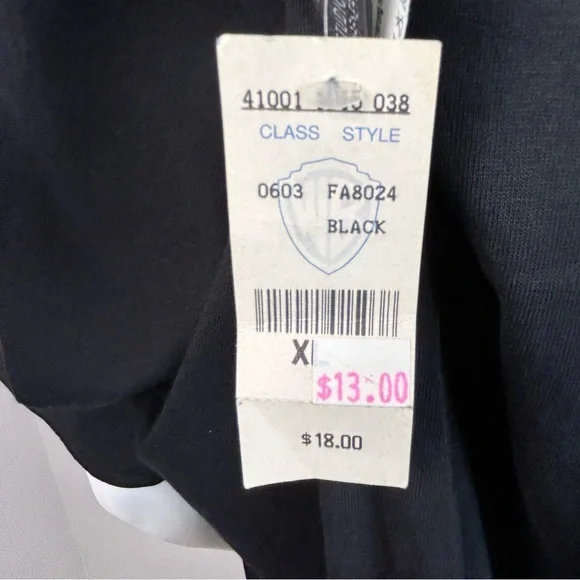 41001 038
CLASS STYLE
0603 FA8024
BLACK
X
$13.00
$18.00